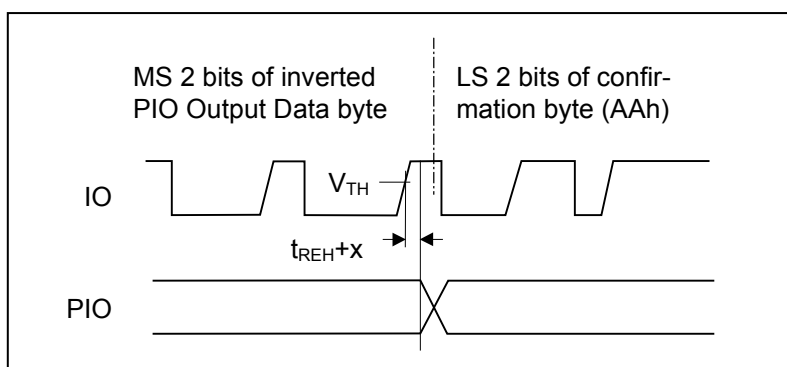 MS 2 bits of inverted
PIO Output Data byte
LS 2 bits of confir-
mation byte (AAh)
IO
VTH
tREH+x
PIO